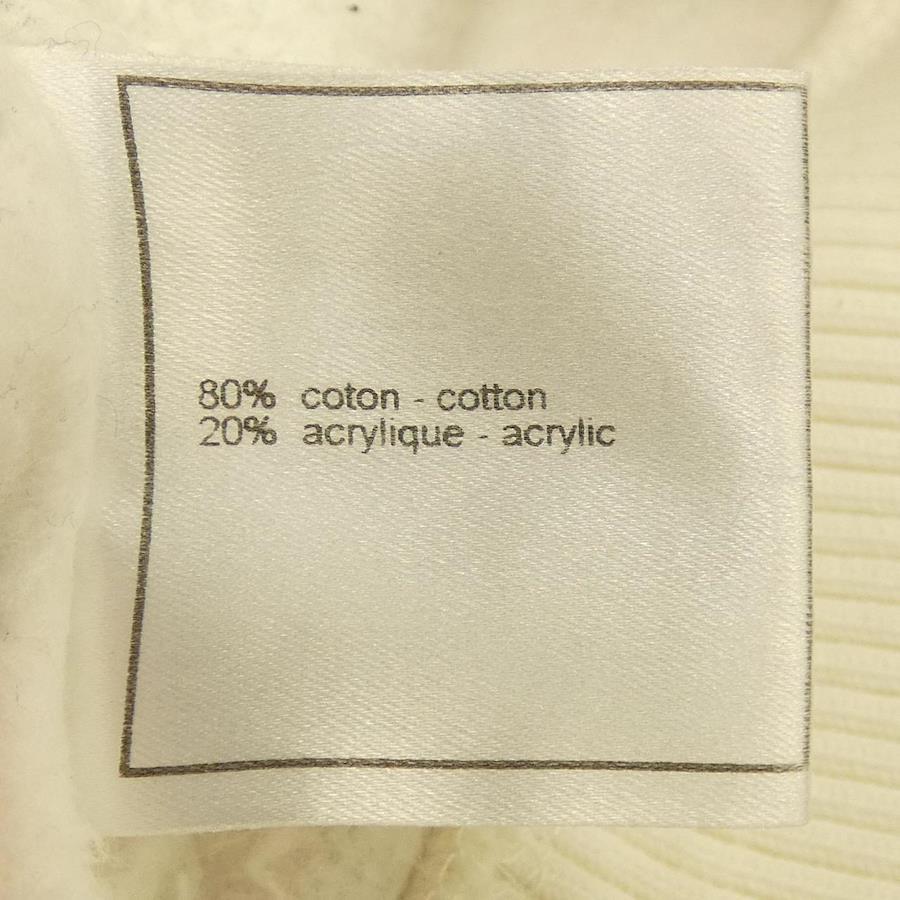 80% coton - cotton
20% acrylique - acrylic